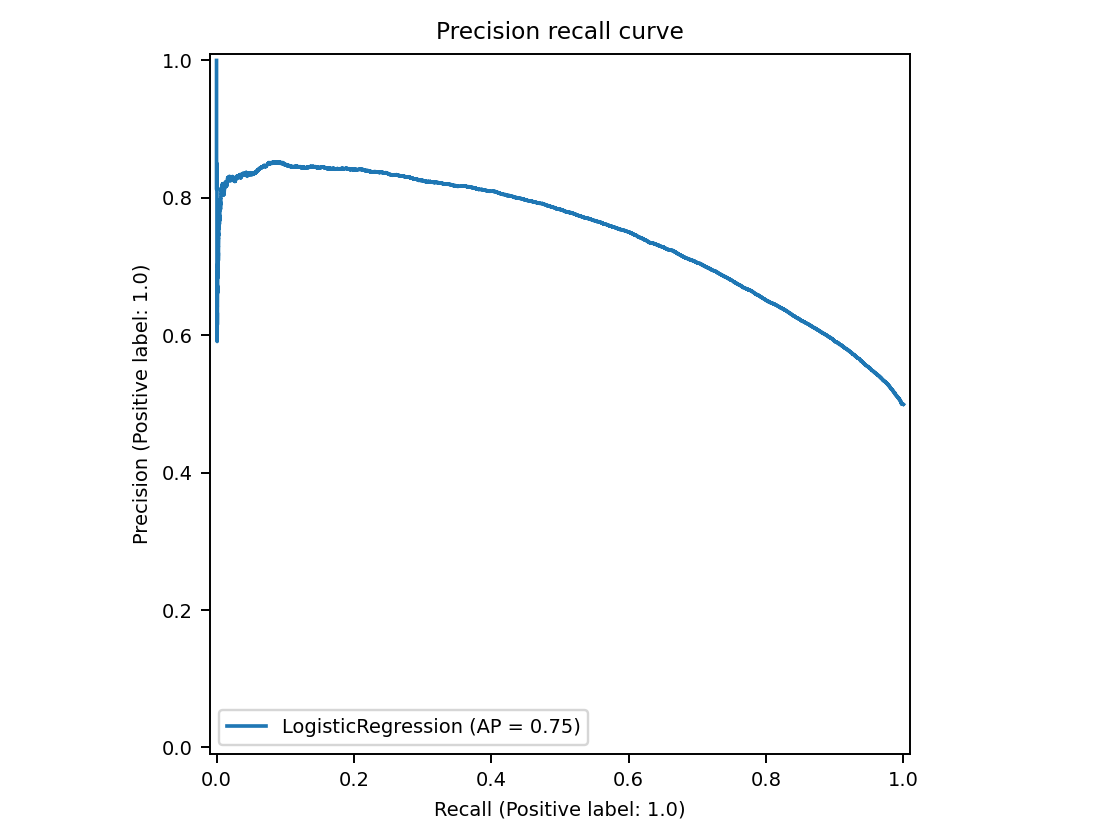 Precision recall curve
1.0
0.8
0.6
0.4
0.2
0.0
Precision (Positive label: 1.0)
LogisticRegression (AP = 0.75)
0.0 0.2 0.4 0.6 0.8 1.0
Recall (Positive label: 1.0)